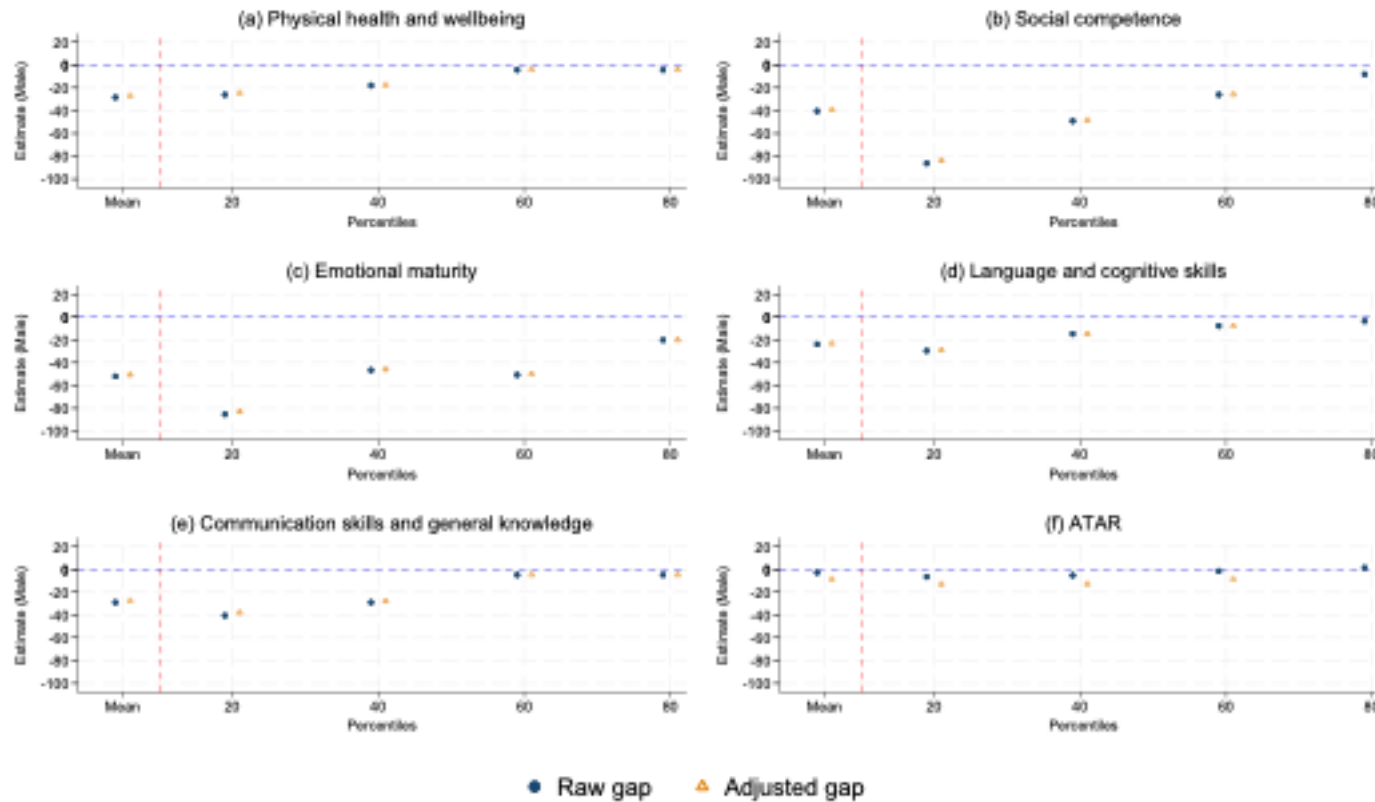 (a) Physical health and wellbeing
Estimate (Male)
20
0
-20
-40
-60
-80
-100
Mean
20
40
60
80
Percentiles
(b) Social competence
Estimate (Male)
20
0
-20
-40
-60
-80
-100
Mean
20
40
60
80
Percentiles
(c) Emotional maturity
Estimate (Male)
20
0
-20
-40
-60
-80
-100
Mean
20
40
60
80
Percentiles
(d) Language and cognitive skills
Estimate (Male)
20
0
-20
-40
-60
-80
-100
Mean
20
40
60
80
Percentiles
(e) Communication skills and general knowledge
Estimate (Male)
20
0
-20
-40
-60
-80
-100
Mean
20
40
60
80
Percentiles
(f) ATAR
Estimate (Male)
20
0
-20
-40
-60
-80
-100
Mean
20
40
60
80
Percentiles
Raw gap
Adjusted gap